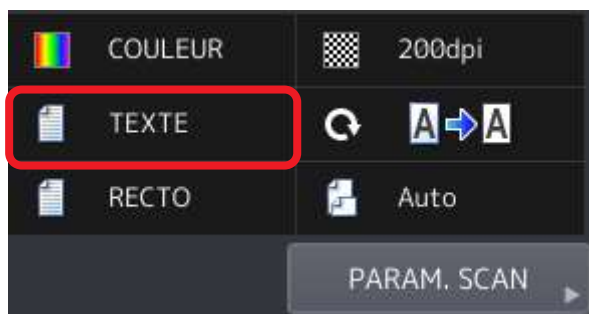 COULEUR 200dpi
TEXTE A A
RECTO Auto
PARAM. SCAN